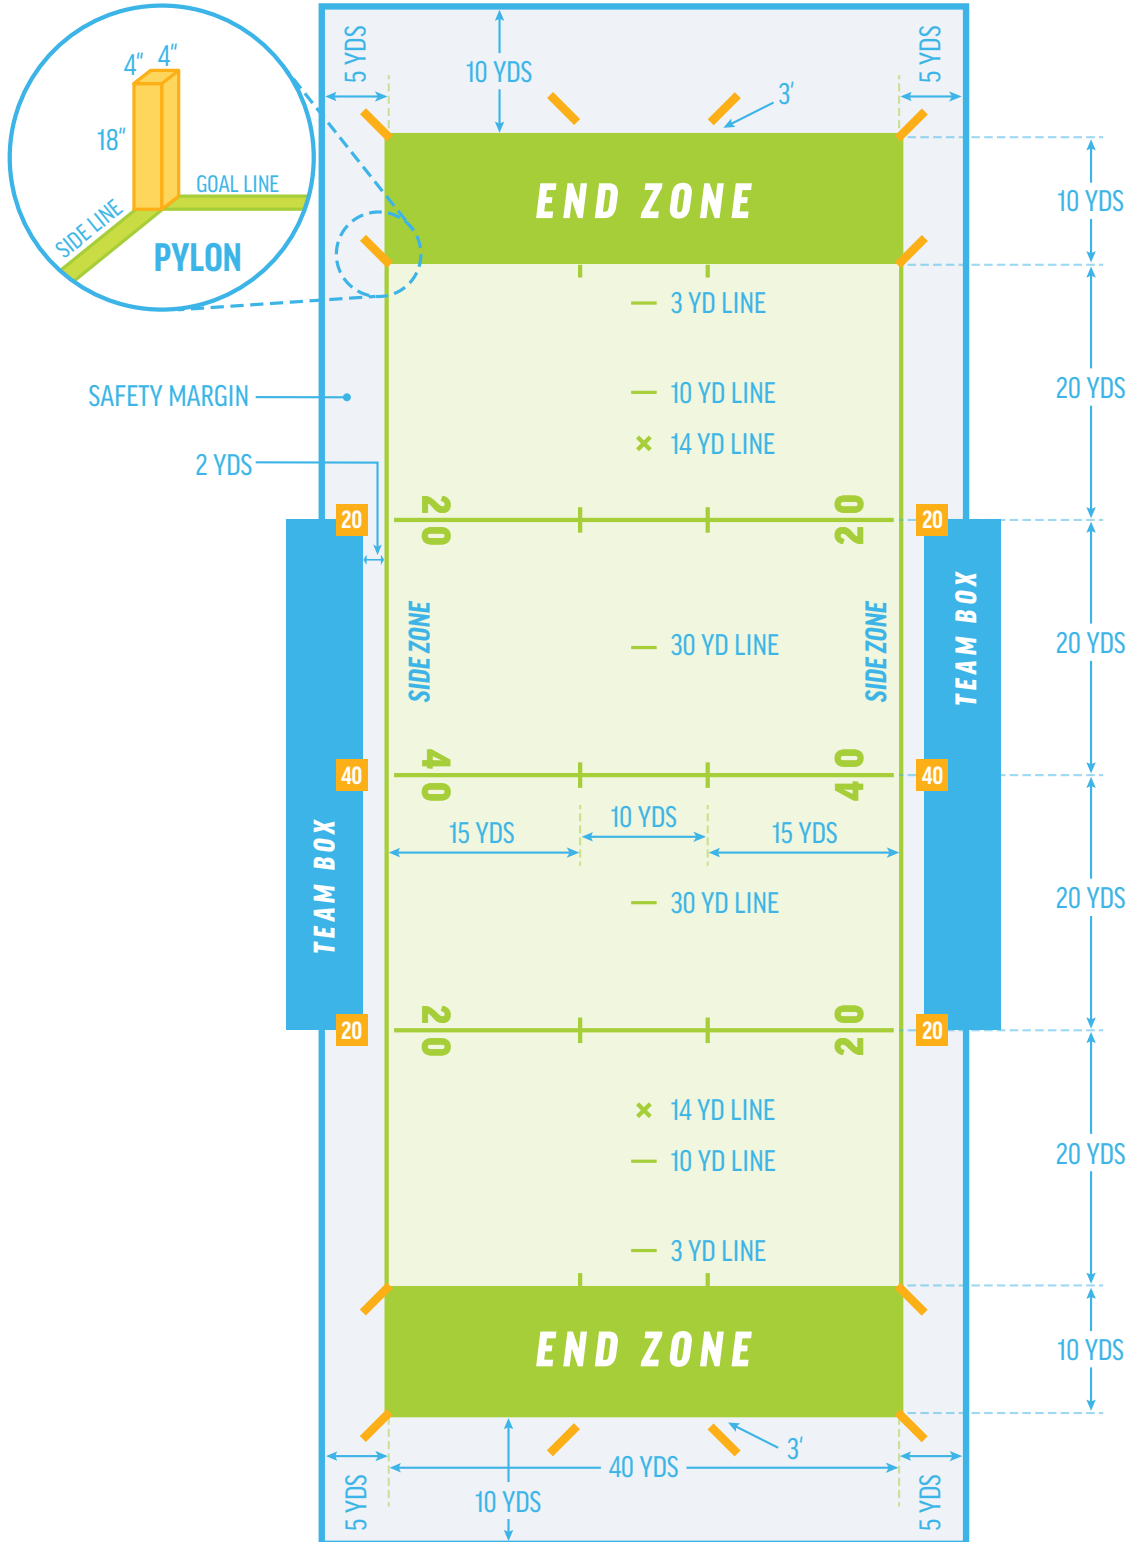 4" 4"
18"
GOAL LINE
SIDE LINE
PYLON
5 YDS
10 YDS
5 YDS
3'
END ZONE
10 YDS
3 YD LINE
SAFETY MARGIN
10 YD LINE
20 YDS
14 YD LINE
2 YDS
20
20
20
20
SIDE ZONE
30 YD LINE
SIDE ZONE
TEAM BOX
20 YDS
40
40
40
40
15 YDS
10 YDS
15 YDS
TEAM BOX
30 YD LINE
20 YDS
20
20
20
20
14 YD LINE
10 YD LINE
20 YDS
3 YD LINE
END ZONE
10 YDS
3'
40 YDS
5 YDS
10 YDS
5 YDS